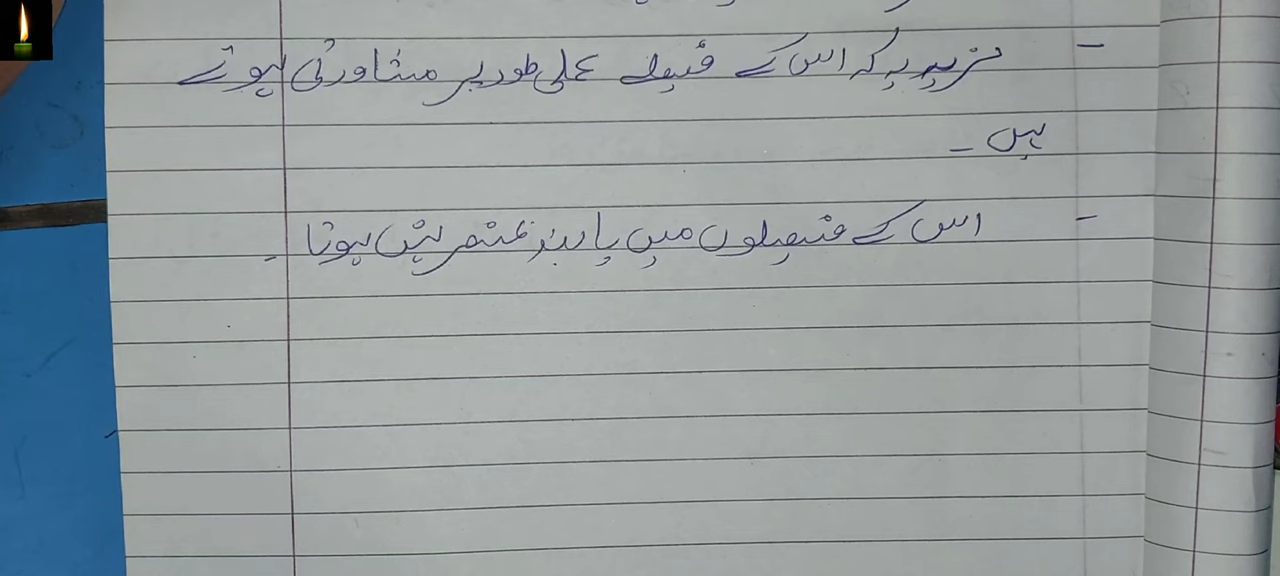 - مزید یہ کہ اس کے فیصلے عملی طور پر مشاورتی ہوتے
ہیں ۔
- اس کے فیصلوں میں پابند عنصر نہیں ہوتا ۔